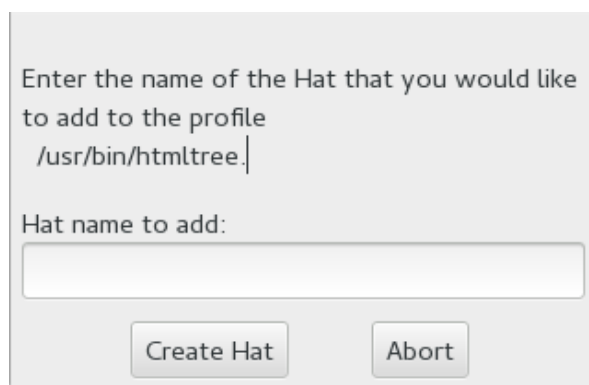 Enter the name of the Hat that you would like
to add to the profile
/usr/bin/htmltree.
Hat name to add:
Create Hat
Abort